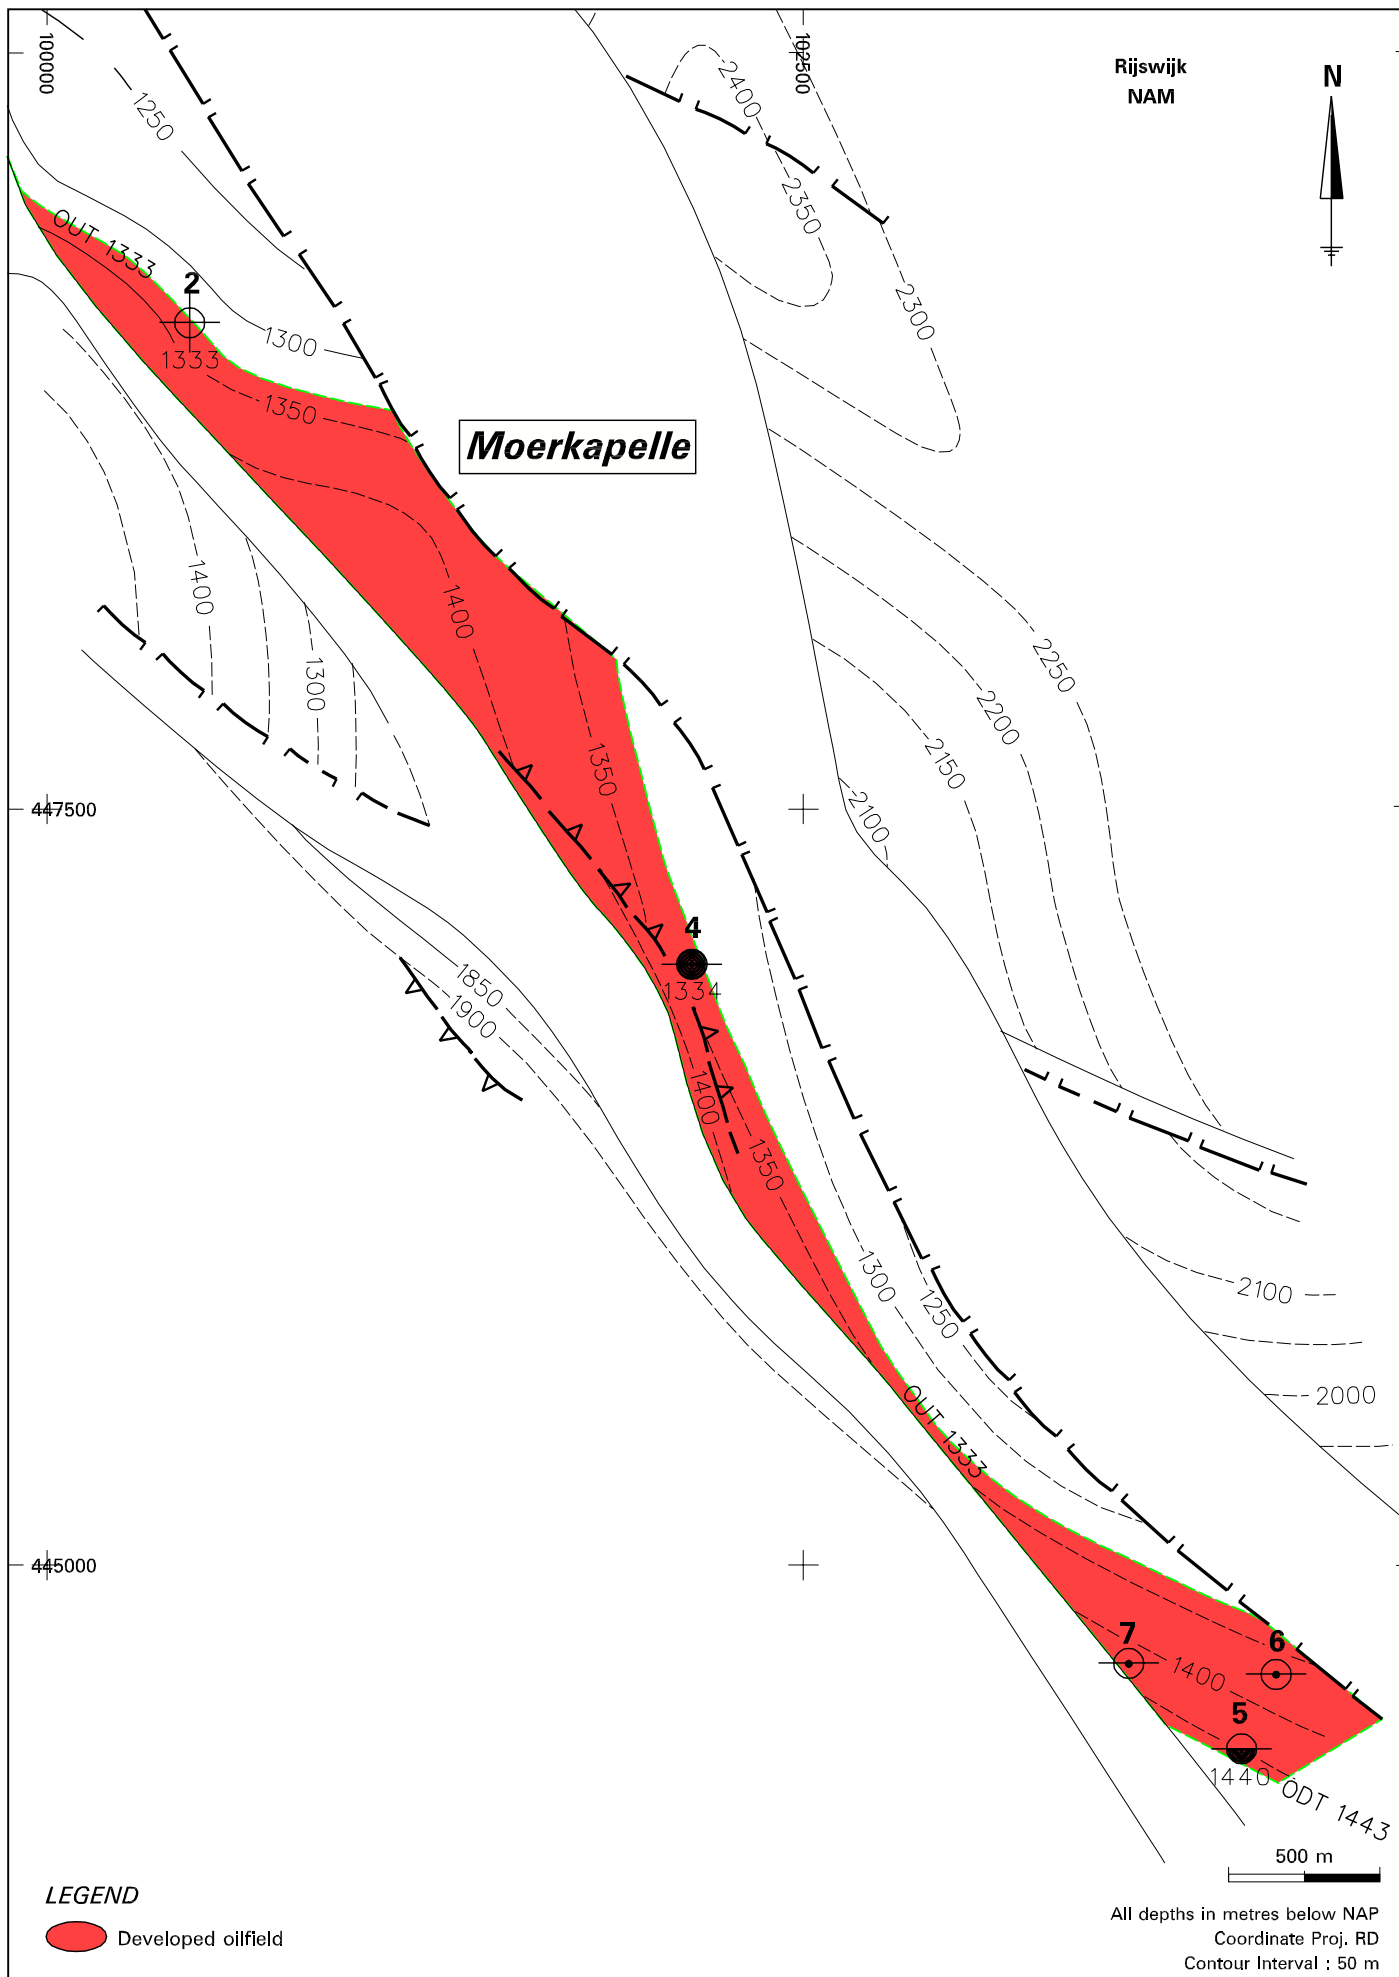 100000
102500
Rijswijk
NAM
N
1250
2400
2350
2300
OUT 1333
2
1333
1300
1350
Moerkapelle
1400
1400
1300
2250
2200
2150
2100
1350
447500
4
1334
1850
1900
1400
1350
1300
1250
2100
2000
OUT 1333
445000
7
6
1400
5
1440
ODT 1443
500 m
LEGEND
Developed oilfield
All depths in metres below NAP
Coordinate Proj. RD
Contour Interval : 50 m